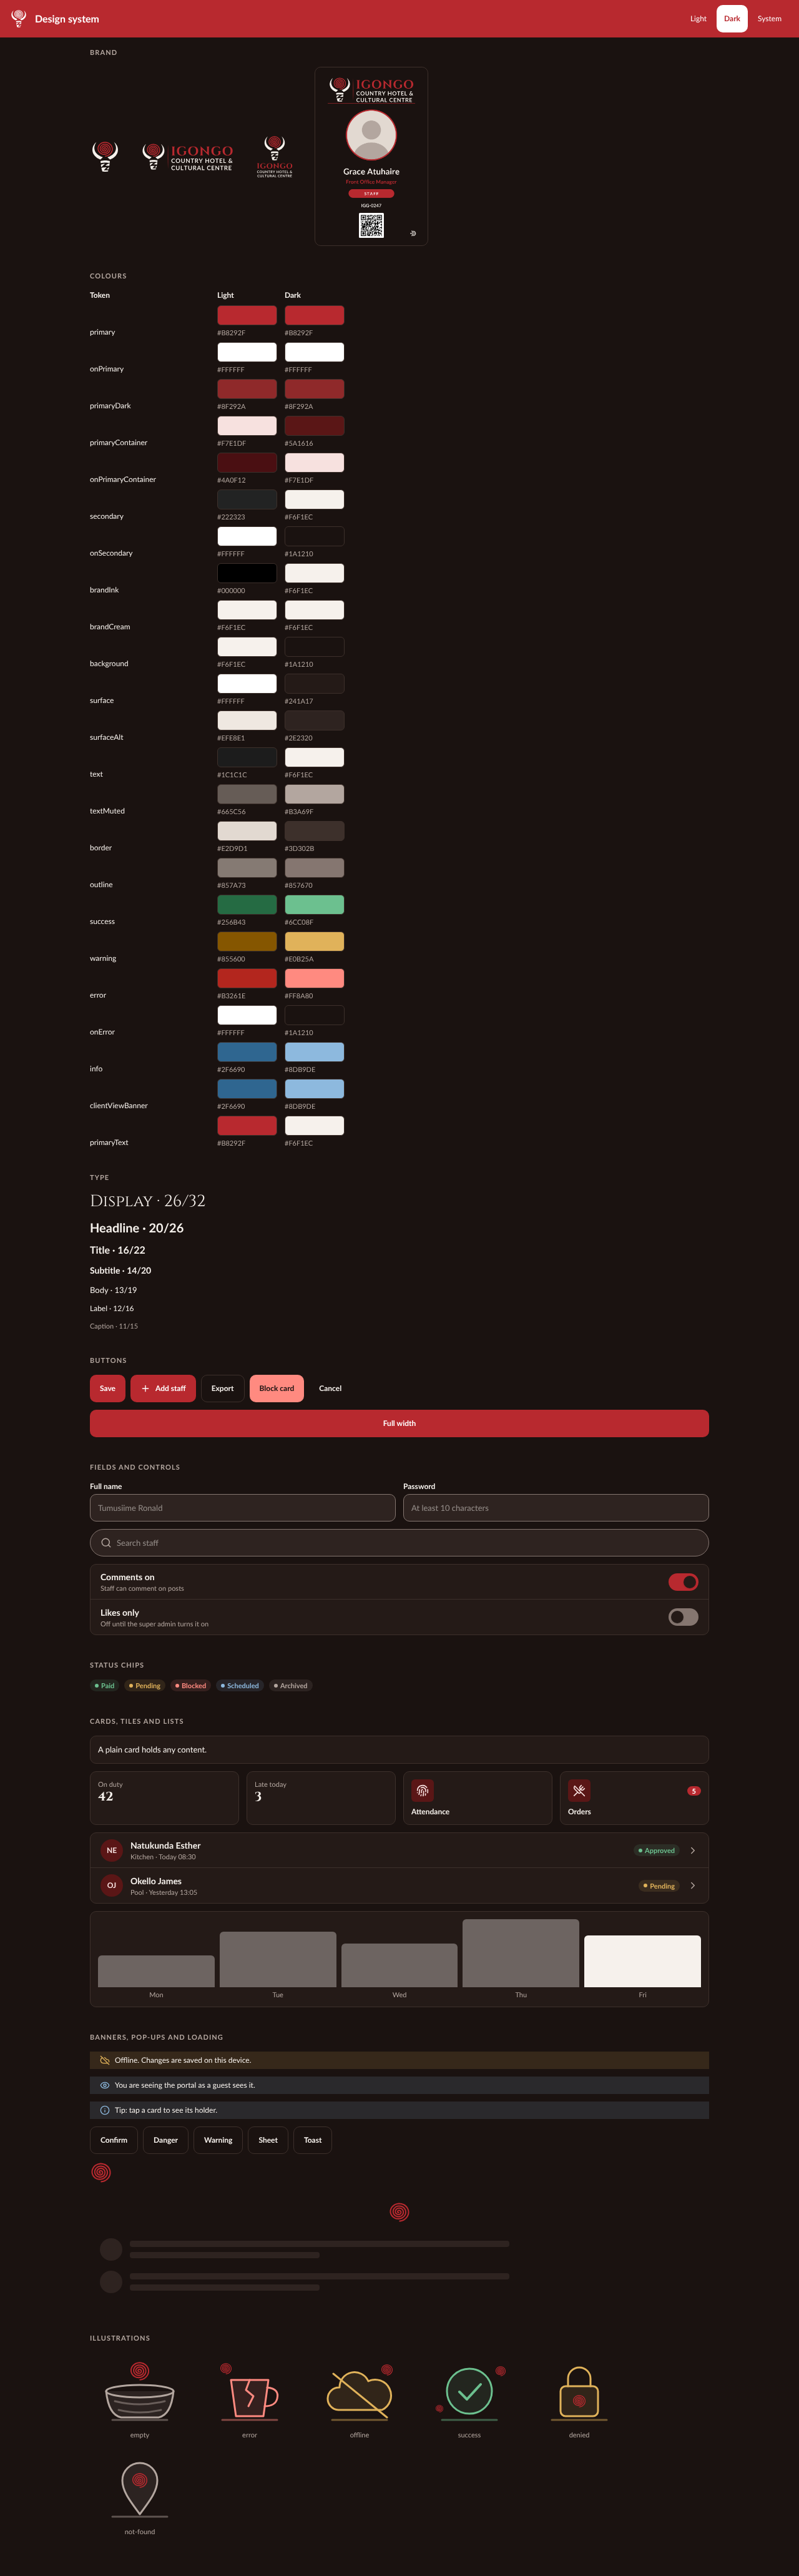 Design system
Light
Dark
System
BRAND
IGONGO
COUNTRY HOTEL &
CULTURAL CENTRE
IGONGO
COUNTRY HOTEL &
CULTURAL CENTRE
IGONGO
COUNTRY HOTEL &
CULTURAL CENTRE
Grace Atuhaire
Front Office Manager
STAFF
IGG-0247
COLOURS
Token Light Dark
primary #B8292F #B8292F
onPrimary #FFFFFF #FFFFFF
primaryDark #8F292A #8F292A
primaryContainer #F7E1DF #5A1616
onPrimaryContainer #4A0F12 #F7E1DF
secondary #222323 #F6F1EC
onSecondary #FFFFFF #1A1210
brandInk #000000 #F6F1EC
brandCream #F6F1EC #F6F1EC
background #F6F1EC #1A1210
surface #FFFFFF #241A17
surfaceAlt #EFE8E1 #2E2320
text #1C1C1C #F6F1EC
textMuted #665C56 #B3A69F
border #E2D9D1 #3D302B
outline #857A73 #857670
success #256B43 #6CC08F
warning #855600 #E0B25A
error #B3261E #FF8A80
onError #FFFFFF #1A1210
info #2F6690 #8DB9DE
clientViewBanner #2F6690 #8DB9DE
primaryText #B8292F #F6F1EC
TYPE
Display · 26/32
Headline · 20/26
Title · 16/22
Subtitle · 14/20
Body · 13/19
Label · 12/16
Caption · 11/15
BUTTONS
Save
Add staff
Export
Block card
Cancel
Full width
FIELDS AND CONTROLS
Full name
Password
Tumusiime Ronald
At least 10 characters
Search staff
Comments on
Staff can comment on posts
Likes only
Off until the super admin turns it on
STATUS CHIPS
Paid
Pending
Blocked
Scheduled
Archived
CARDS, TILES AND LISTS
A plain card holds any content.
On duty
42
Late today
3
Attendance
Orders
5
NE
Natukunda Esther
Kitchen · Today 08:30
Approved
OJ
Okello James
Pool · Yesterday 13:05
Pending
Mon
Tue
Wed
Thu
Fri
BANNERS, POP-UPS AND LOADING
Offline. Changes are saved on this device.
You are seeing the portal as a guest sees it.
Tip: tap a card to see its holder.
Confirm
Danger
Warning
Sheet
Toast
ILLUSTRATIONS
empty
error
offline
success
denied
not-found